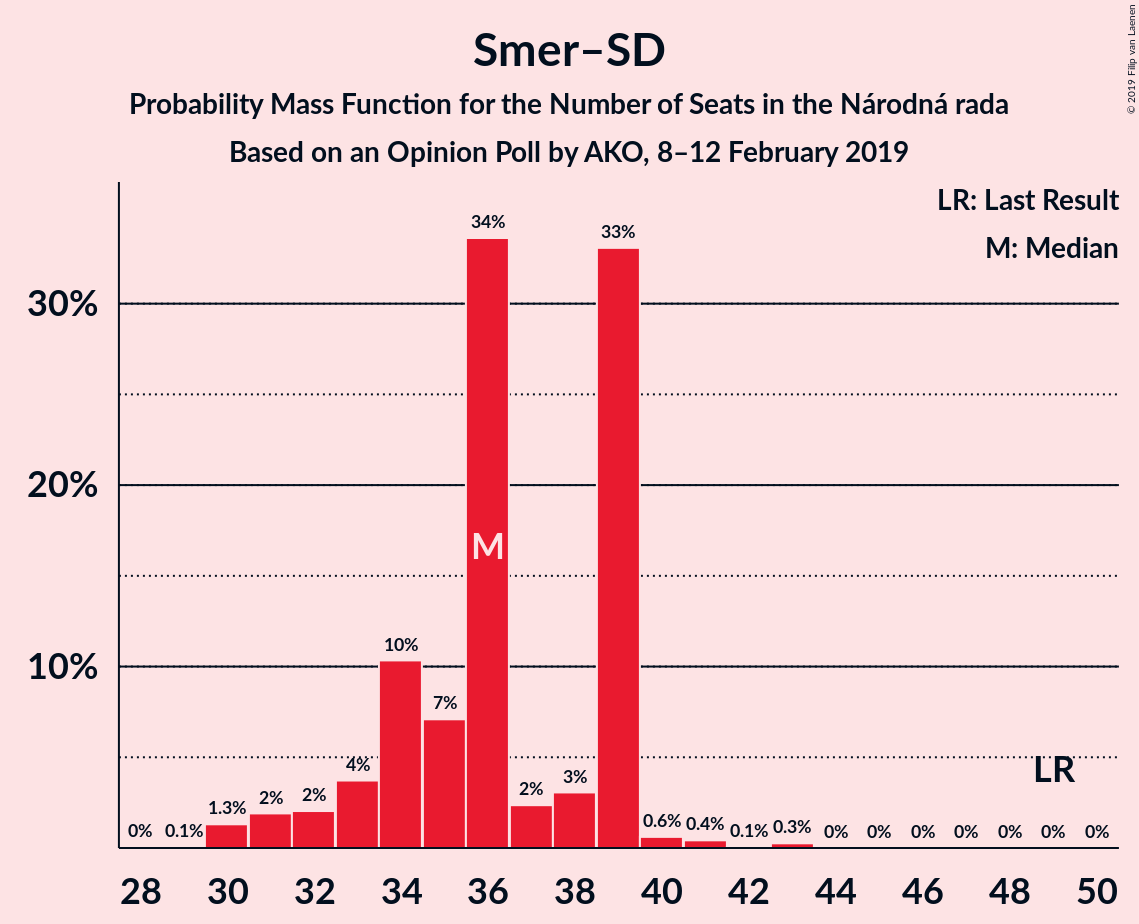 Smer–SD
Probability Mass Function for the Number of Seats in the Národná rada
Based on an Opinion Poll by AKO, 8–12 February 2019
© 2019 Filip van Laenen
LR: Last Result
M: Median
30%
20%
10%
0%
0.1%
1.3%
2%
2%
4%
10%
7%
34%
2%
3%
33%
0.6%
0.4%
0.1%
0.3%
0%
0%
0%
0%
0%
0%
0%
M
LR
28 30 32 34 36 38 40 42 44 46 48 50